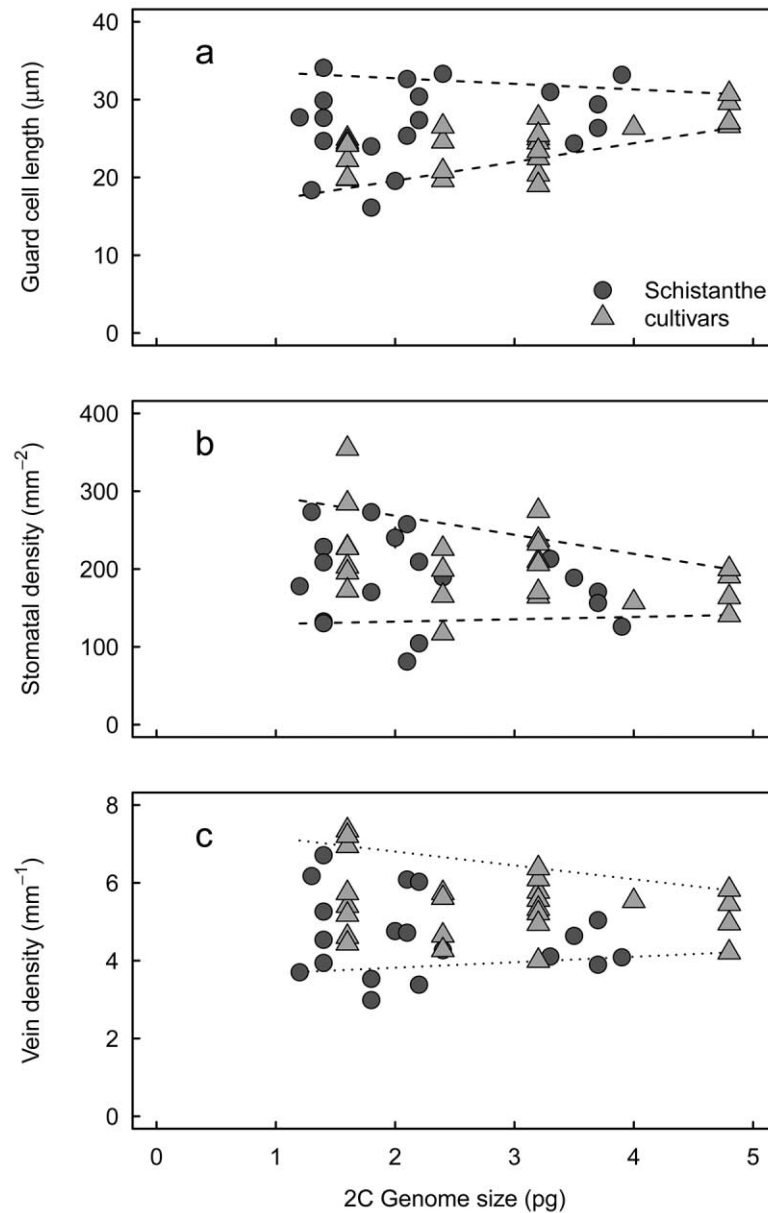 a
40
30
20
10
0
Guard cell length (μm)
Schistanthe
cultivars
b
400
300
200
100
0
Stomatal density (mm⁻²)
c
8
6
4
2
0
Vein density (mm⁻¹)
0 1 2 3 4 5
2C Genome size (pg)